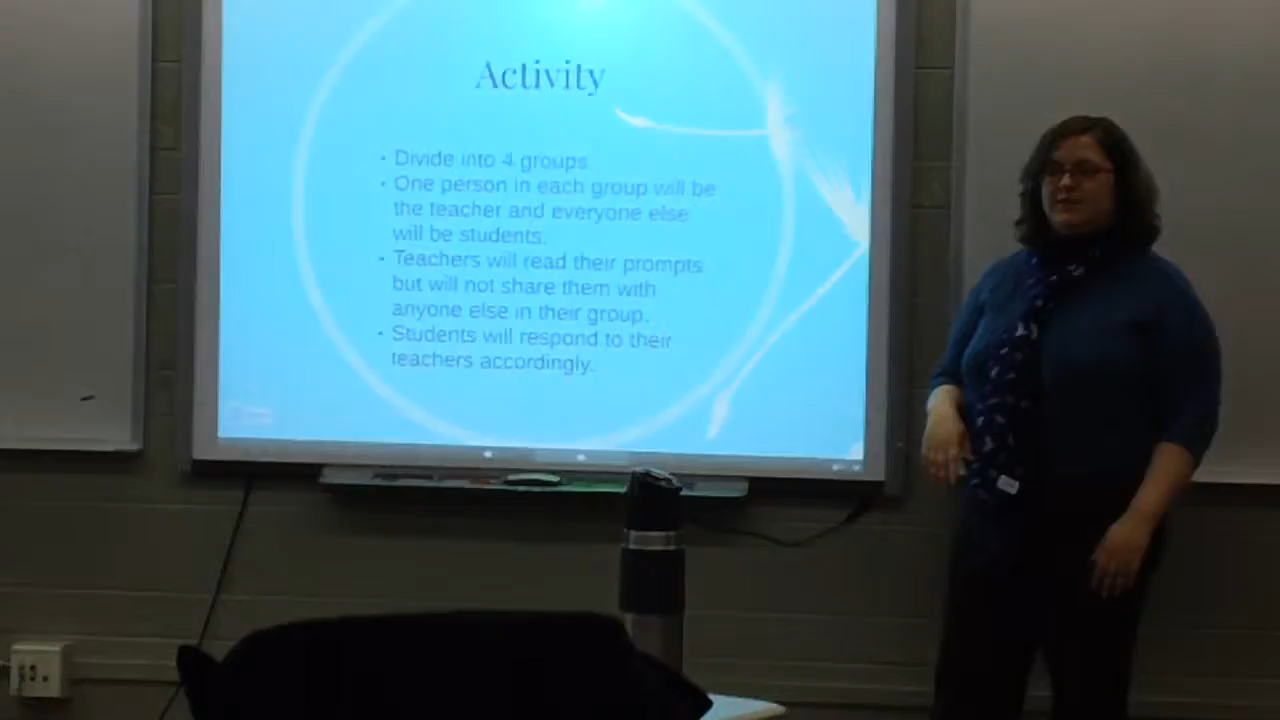 Activity
· Divide into 4 groups
· One person in each group will be
the teacher and everyone else
will be students.
· Teachers will read their prompts
but will not share them with
anyone else in their group.
· Students will respond to their
teachers accordingly.